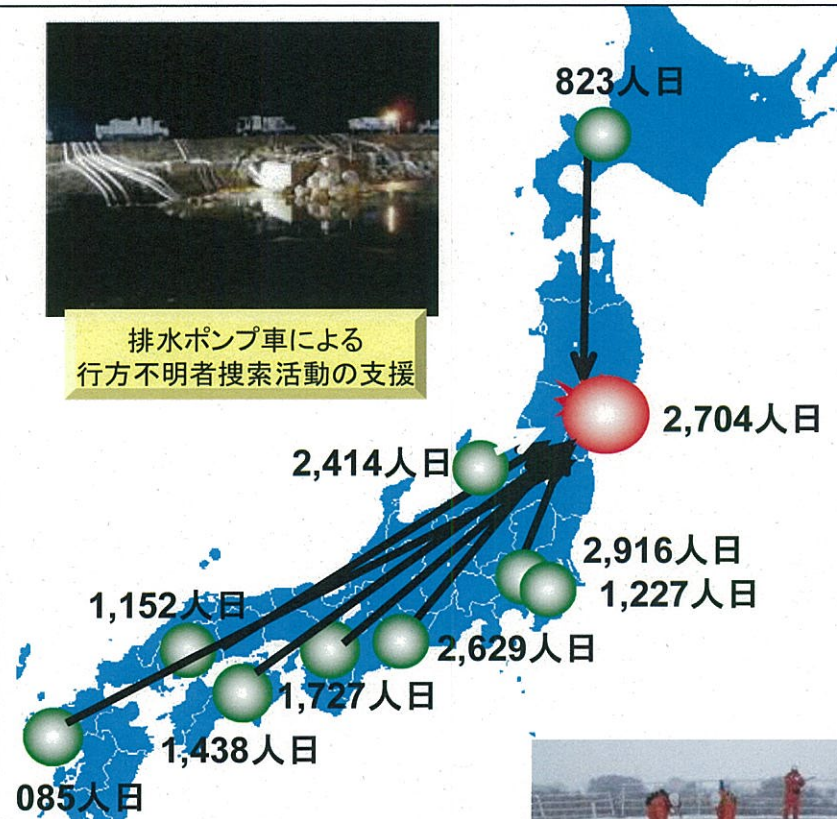 823人日
排水ポンプ車による
行方不明者捜索活動の支援
2,704人日
2,414人日
2,916人日
1,227人日
1,152人日
2,629人日
1,727人日
1,438人日
085人日